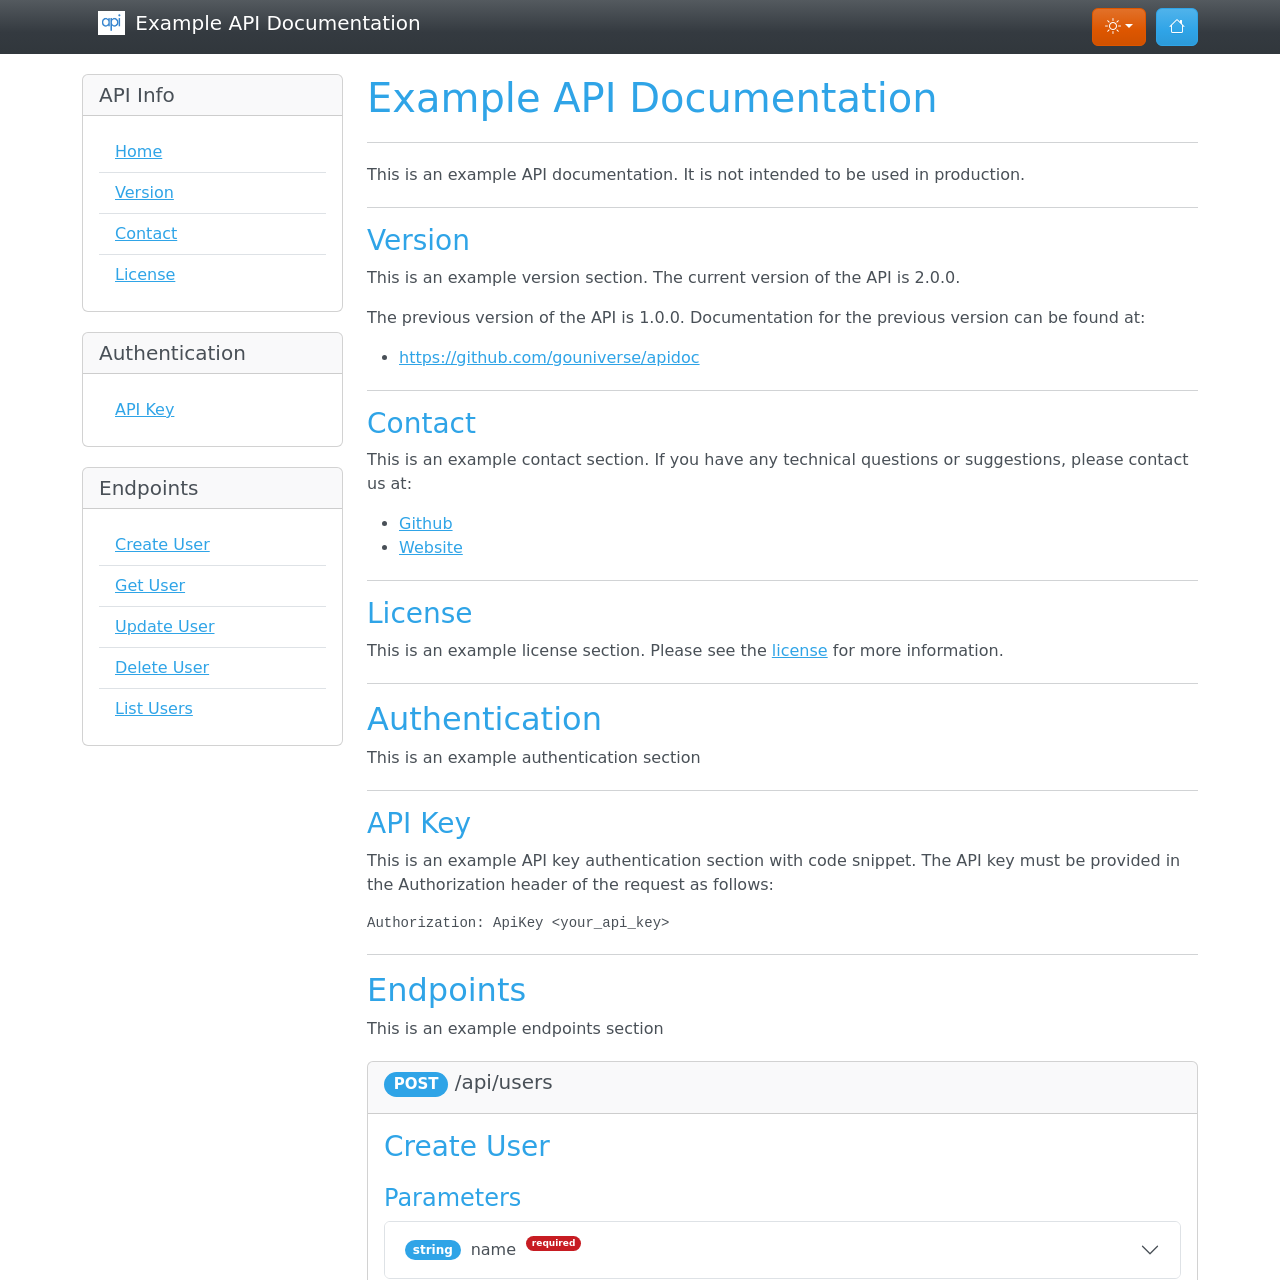 api Example API Documentation
API Info
Home
Version
Contact
License
Authentication
API Key
Endpoints
Create User
Get User
Update User
Delete User
List Users
Example API Documentation
This is an example API documentation. It is not intended to be used in production.
Version
This is an example version section. The current version of the API is 2.0.0.
The previous version of the API is 1.0.0. Documentation for the previous version can be found at:
https://github.com/gouniverse/apidoc
Contact
This is an example contact section. If you have any technical questions or suggestions, please contact
us at:
Github
Website
License
This is an example license section. Please see the license for more information.
Authentication
This is an example authentication section
API Key
This is an example API key authentication section with code snippet. The API key must be provided in
the Authorization header of the request as follows:
Authorization: ApiKey <your_api_key>
Endpoints
This is an example endpoints section
POST /api/users
Create User
Parameters
string name required